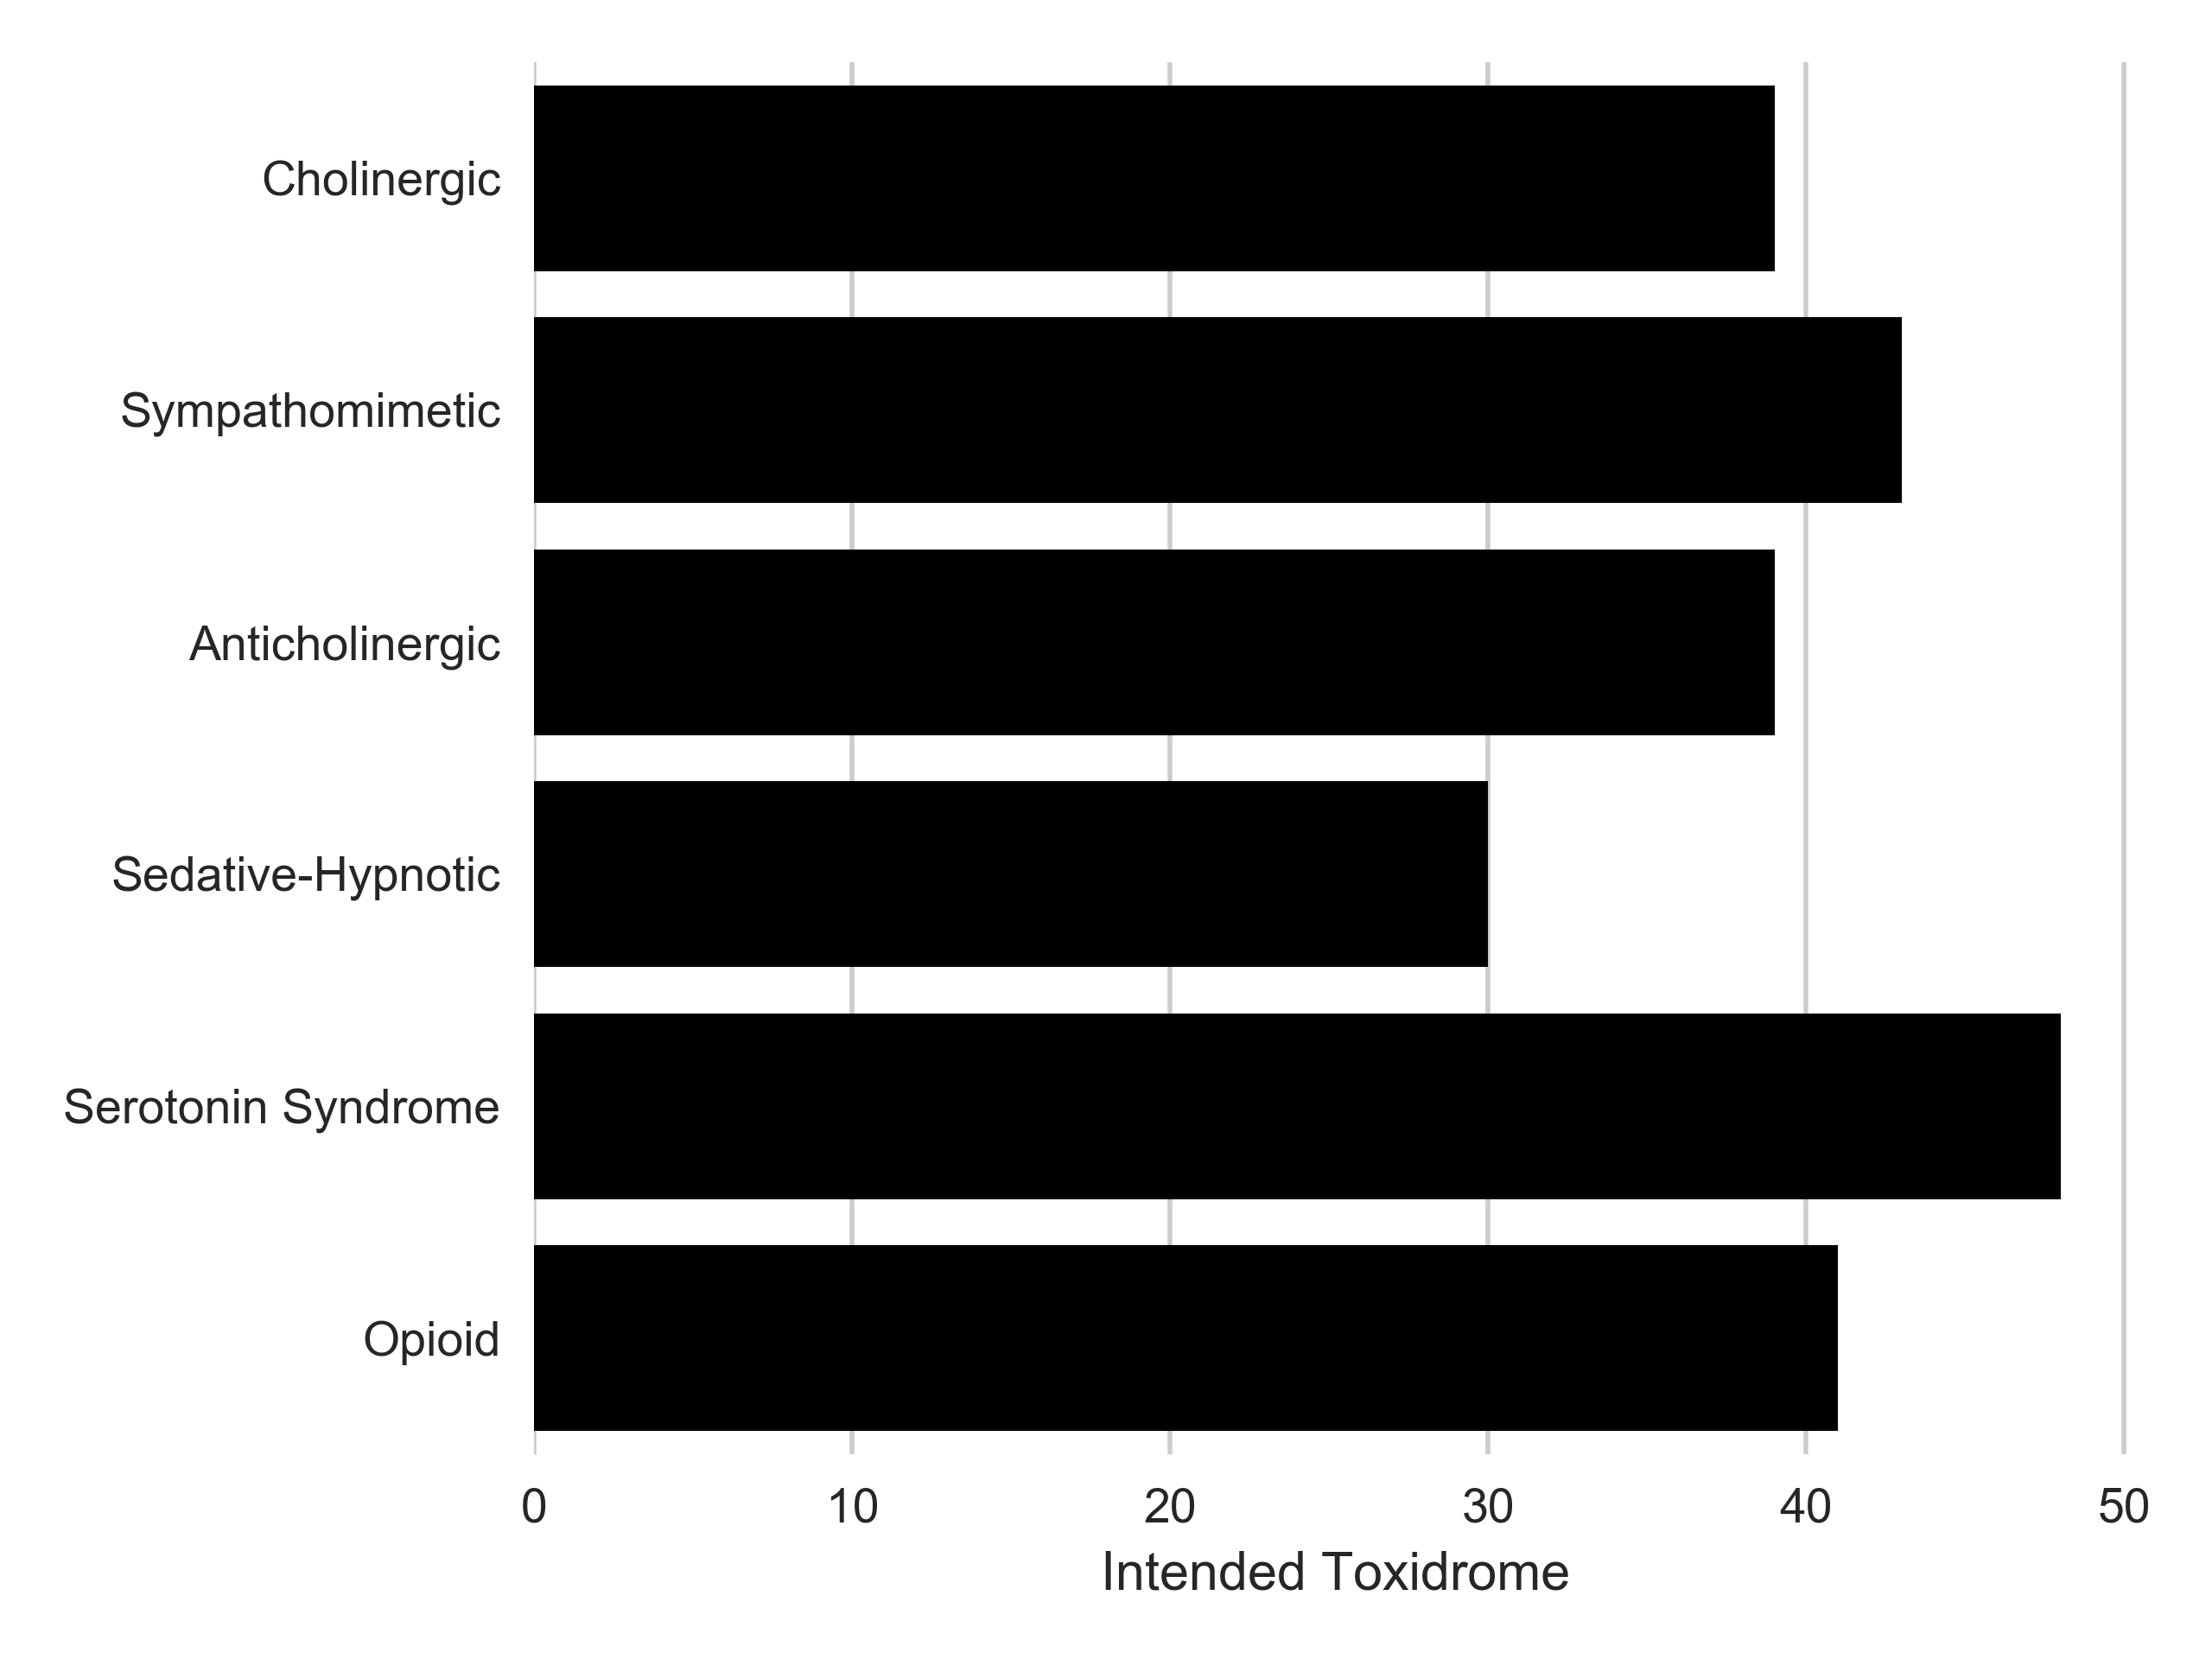 Cholinergic
Sympathomimetic
Anticholinergic
Sedative-Hypnotic
Serotonin Syndrome
Opioid
0 10 20 30 40 50
Intended Toxidrome